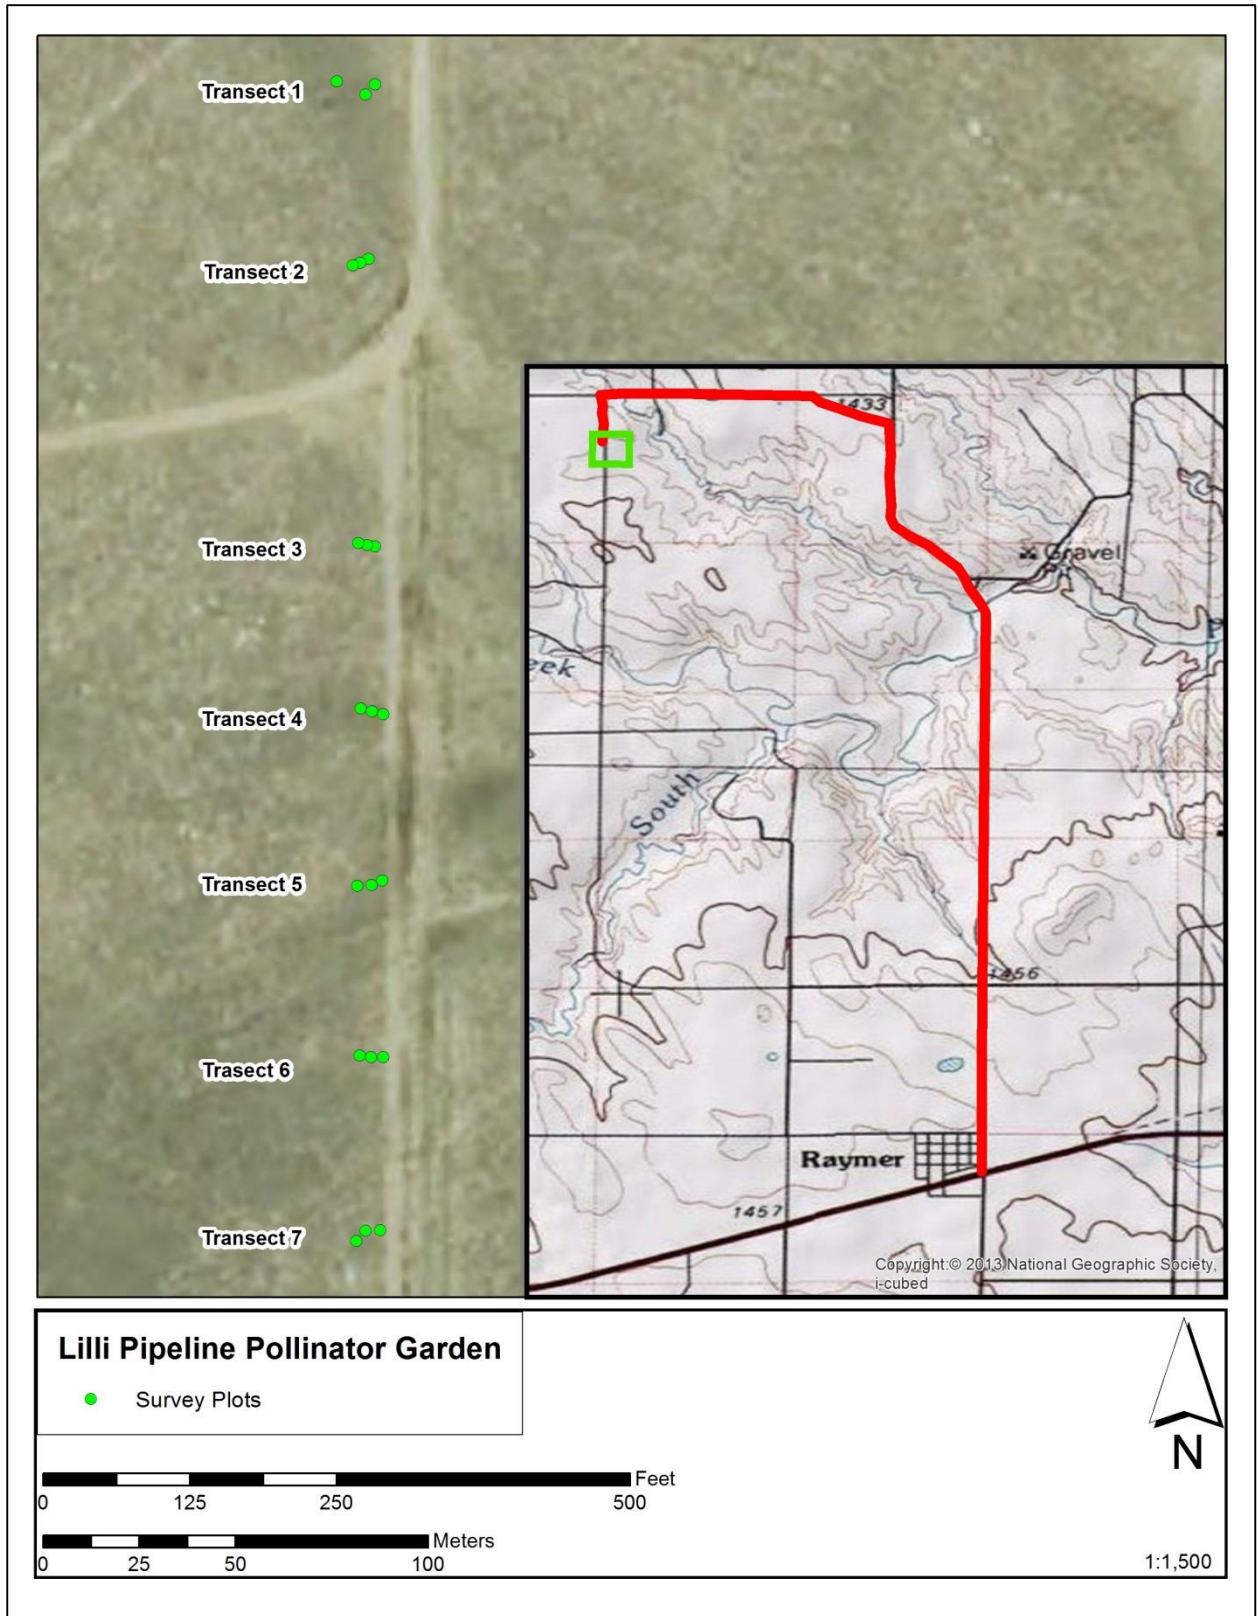 Transect 1
Transect 2
Transect 3
Transect 4
Transect 5
Trasect 6
Transect 7
1433
Gravel
eek
South
1456
Raymer
1457
Copyright:© 2013 National Geographic Society,
i-cubed
Lilli Pipeline Pollinator Garden
Survey Plots
N
Feet
0 125 250 500
Meters
0 25 50 100
1:1,500